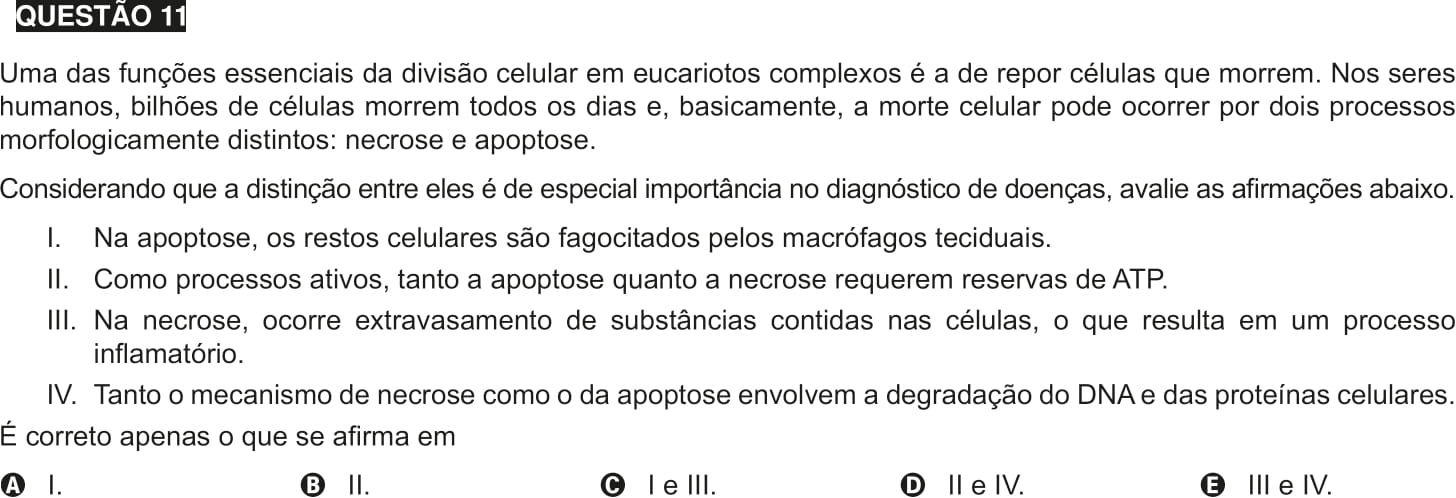 QUESTÃO 11
Uma das funções essenciais da divisão celular em eucariotos complexos é a de repor células que morrem. Nos seres
humanos, bilhões de células morrem todos os dias e, basicamente, a morte celular pode ocorrer por dois processos
morfologicamente distintos: necrose e apoptose.
Considerando que a distinção entre eles é de especial importância no diagnóstico de doenças, avalie as afirmações abaixo.
I. Na apoptose, os restos celulares são fagocitados pelos macrófagos teciduais.
II. Como processos ativos, tanto a apoptose quanto a necrose requerem reservas de ATP.
III. Na necrose, ocorre extravasamento de substâncias contidas nas células, o que resulta em um processo
inflamatório.
IV. Tanto o mecanismo de necrose como o da apoptose envolvem a degradação do DNA e das proteínas celulares.
É correto apenas o que se afirma em
A I. B II. C I e III. D II e IV. E III e IV.